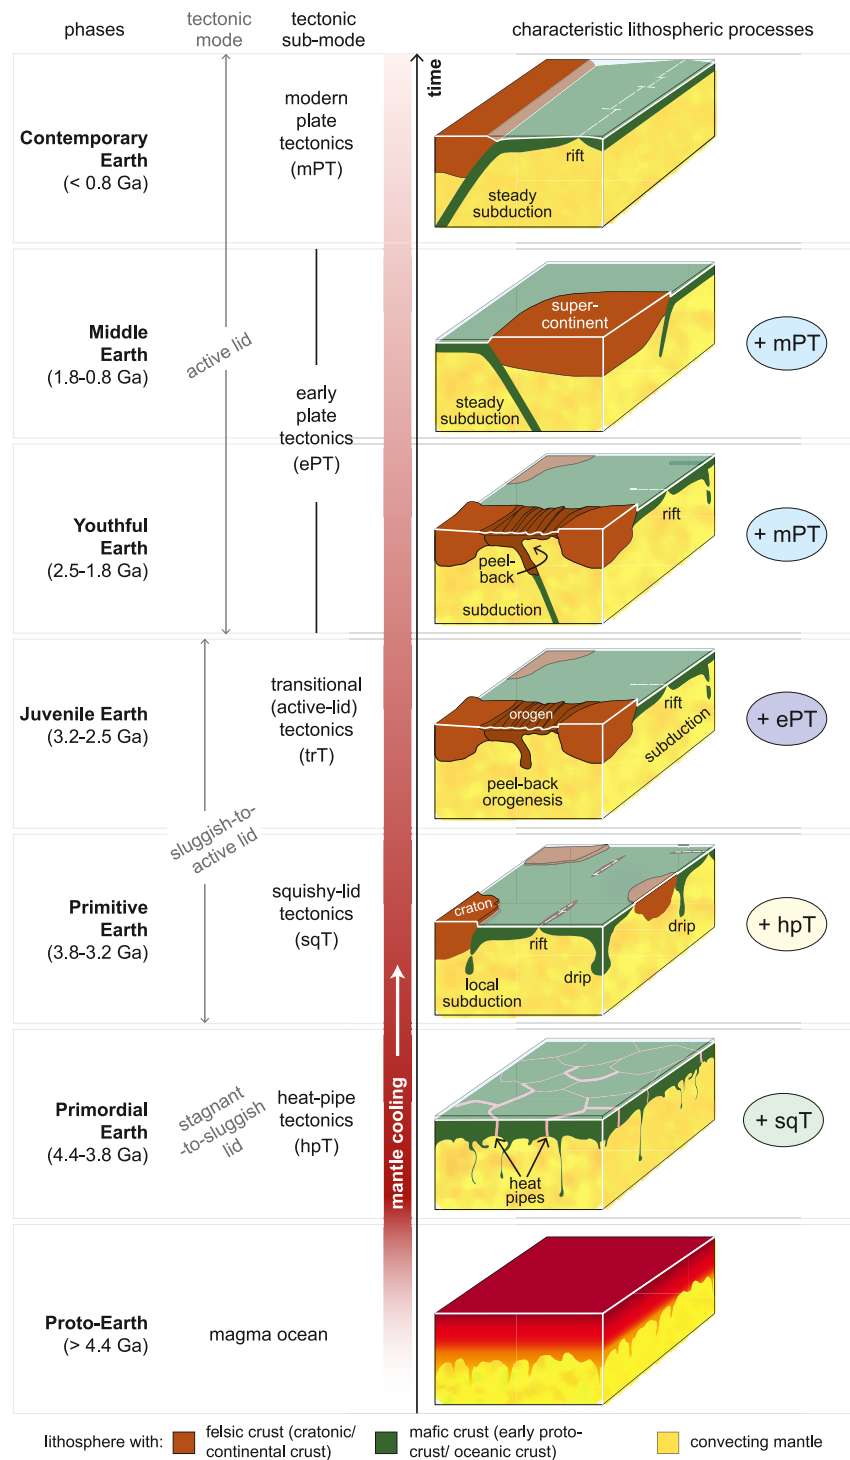 phases
tectonic
mode
tectonic
sub-mode
characteristic lithospheric processes
time
Contemporary
Earth
(< 0.8 Ga)
modern
plate
tectonics
(mPT)
rift
steady
subduction
active lid
Middle
Earth
(1.8-0.8 Ga)
early
plate
tectonics
(ePT)
super-
continent
steady
subduction
+ mPT
Youthful
Earth
(2.5-1.8 Ga)
rift
peel-
back
subduction
+ mPT
Juvenile Earth
(3.2-2.5 Ga)
transitional
(active-lid)
tectonics
(trT)
orogen
rift
subduction
peel-back
orogenesis
+ ePT
sluggish-to-
active lid
Primitive
Earth
(3.8-3.2 Ga)
squishy-lid
tectonics
(sqT)
craton
rift
drip
drip
local
subduction
+ hpT
Primordial
Earth
(4.4-3.8 Ga)
stagnant
-to-sluggish
lid
heat-pipe
tectonics
(hpT)
mantle cooling
heat
pipes
+ sqT
Proto-Earth
(> 4.4 Ga)
magma ocean
lithosphere with:
felsic crust (cratonic/
continental crust)
mafic crust (early proto-
crust/ oceanic crust)
convecting mantle